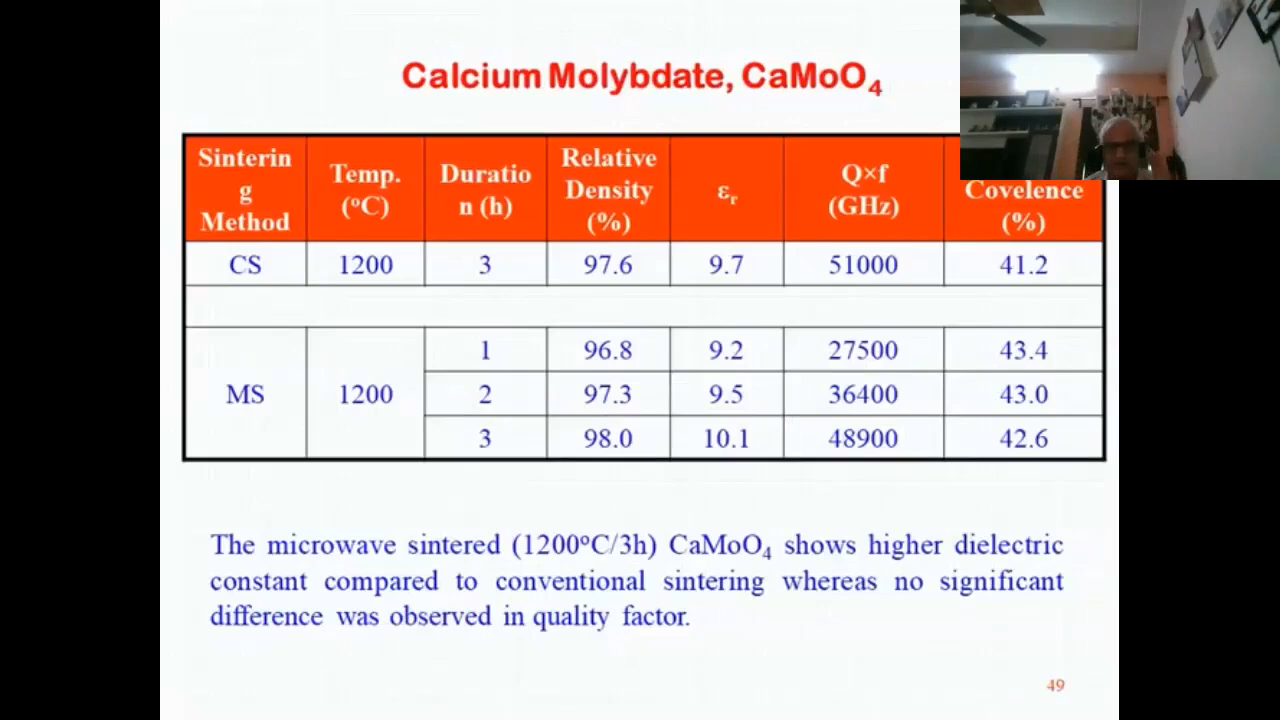 Calcium Molybdate, CaMoO₄
Sinterin
g
Method
Temp.
(ᵒC)
Duratio
n (h)
Relative
Density
(%)
εᵣ
Q×f
(GHz)
Covelence
(%)
CS 1200 3 97.6 9.7 51000 41.2
MS 1200
1 96.8 9.2 27500 43.4
2 97.3 9.5 36400 43.0
3 98.0 10.1 48900 42.6
The microwave sintered (1200ᵒC/3h) CaMoO₄ shows higher dielectric
constant compared to conventional sintering whereas no significant
difference was observed in quality factor.
49